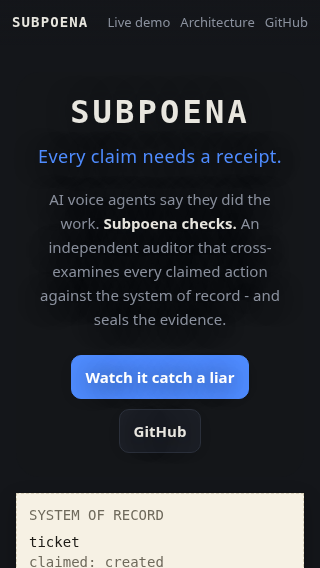 SUBPOENA Live demo Architecture GitHub
SUBPOENA
Every claim needs a receipt.
AI voice agents say they did the
work. Subpoena checks. An
independent auditor that cross-
examines every claimed action
against the system of record - and
seals the evidence.
Watch it catch a liar
GitHub
SYSTEM OF RECORD
ticket
claimed: created